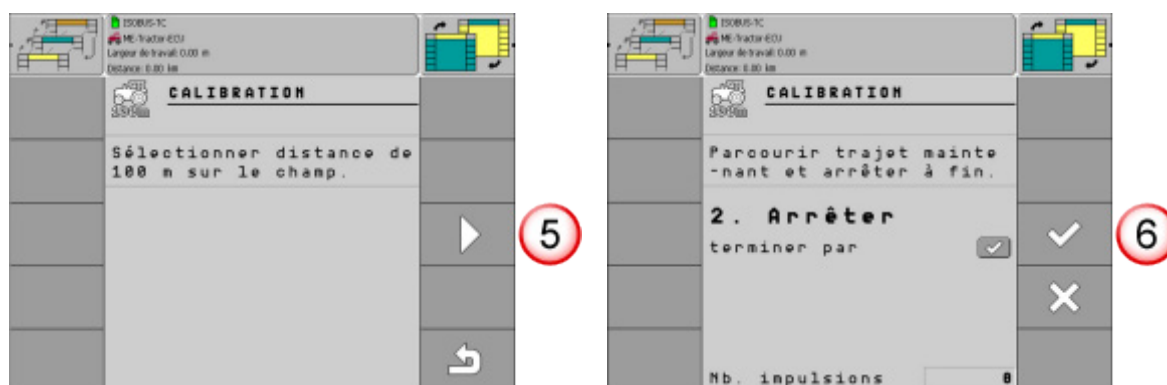 ISOBUS-TC
ME-Tractor-ECU
Largeur de travail: 0.00 m
Distance: 0.00 km
CALIBRATION
100m
Sélectionner distance de
100 m sur le champ.
5
ISOBUS-TC
ME-Tractor-ECU
Largeur de travail: 0.00 m
Distance: 0.00 km
CALIBRATION
100m
Parcourir trajet mainte
-nant et arrêter à fin.
2. Arrêter
terminer par
Nb. impulsions 0
6